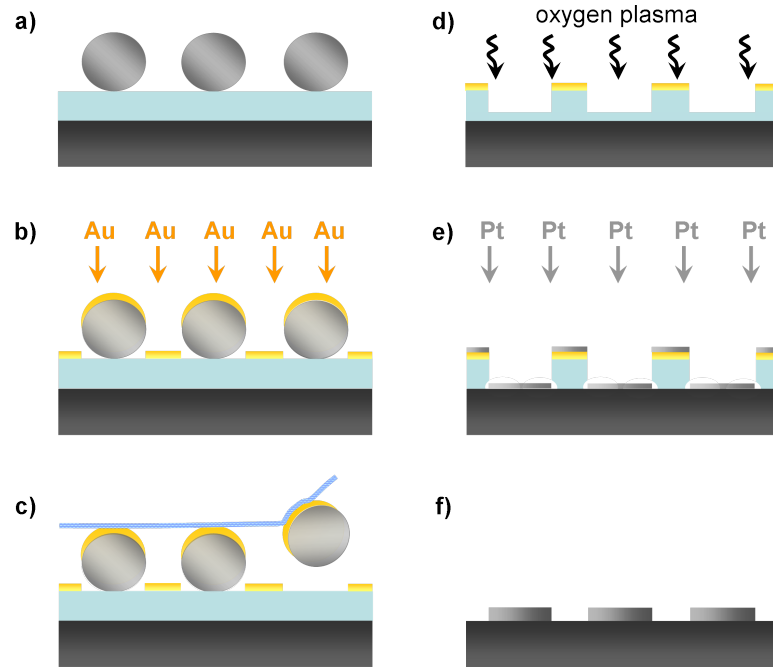 a)
b)
Au Au Au Au Au
c)
d)
oxygen plasma
e)
Pt Pt Pt Pt Pt
f)